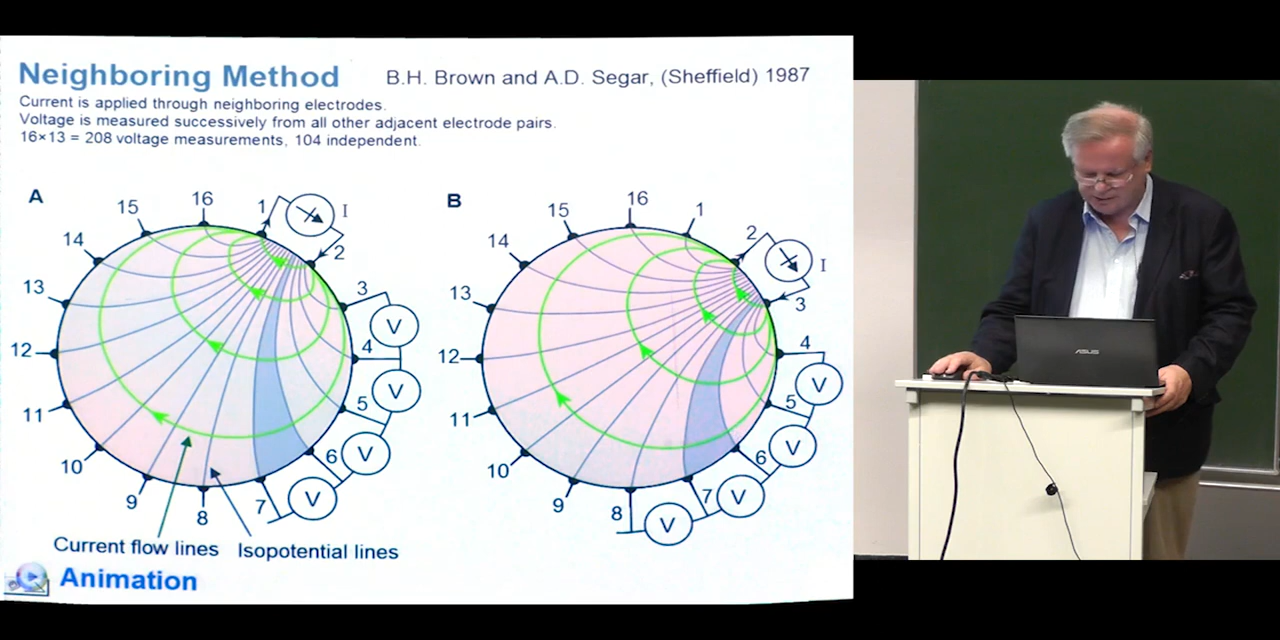 Neighboring Method
B.H. Brown and A.D. Segar, (Sheffield) 1987
Current is applied through neighboring electrodes.
Voltage is measured successively from all other adjacent electrode pairs.
16×13 = 208 voltage measurements, 104 independent.
A
16
1
I
2
3
V
4
V
5
V
6
V
7
8
9
10
11
12
13
14
15
Current flow lines
Isopotential lines
B
16
1
2
I
3
4
V
5
V
6
V
7
V
8
9
10
11
12
13
14
15
Animation
ASUS